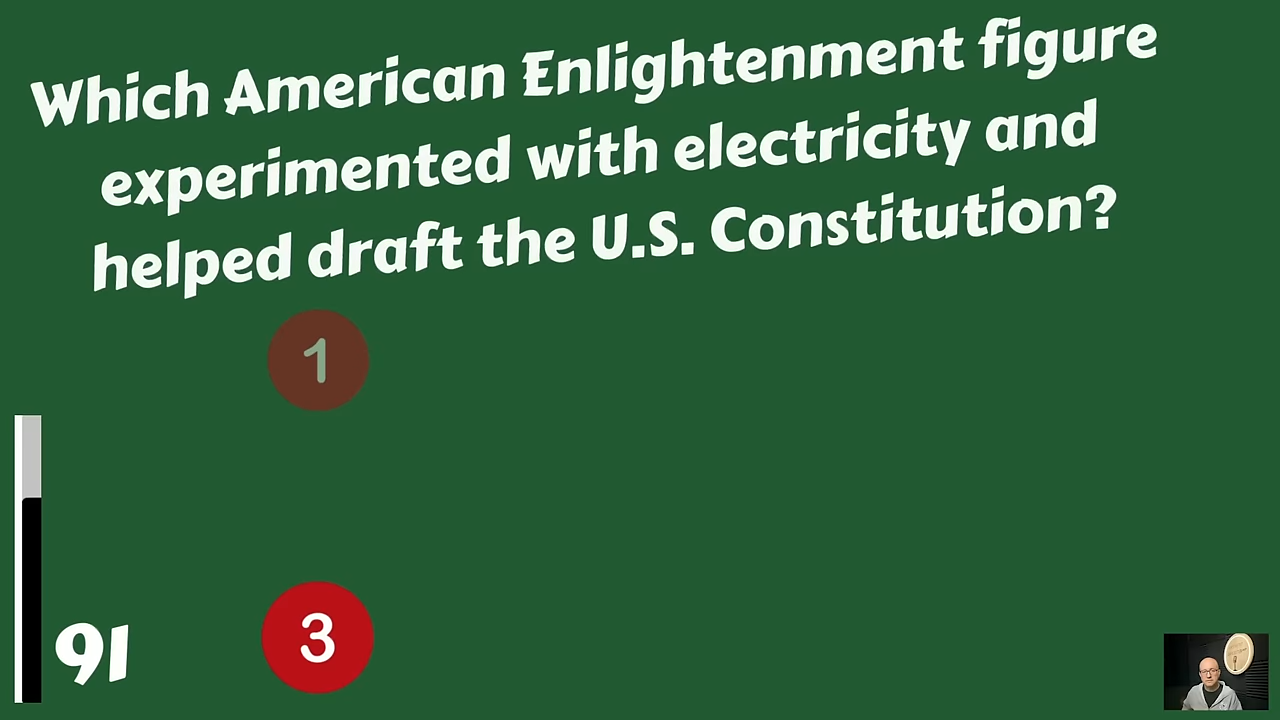 Which American Enlightenment figure
experimented with electricity and
helped draft the U.S. Constitution?
1
91
3